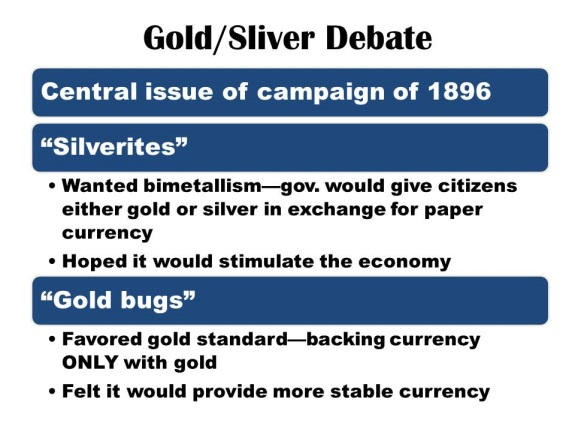 Gold/Sliver Debate
Central issue of campaign of 1896
“Silverites”
• Wanted bimetallism—gov. would give citizens
either gold or silver in exchange for paper
currency
• Hoped it would stimulate the economy
“Gold bugs”
• Favored gold standard—backing currency
ONLY with gold
• Felt it would provide more stable currency